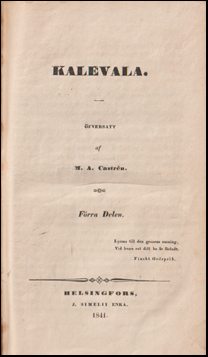 KALEVALA.
ÖFVERSATT
af
M. A. Castrén.
Förra Delen.
HELSINGFORS,
J. SIMELII ENKA.
1841.